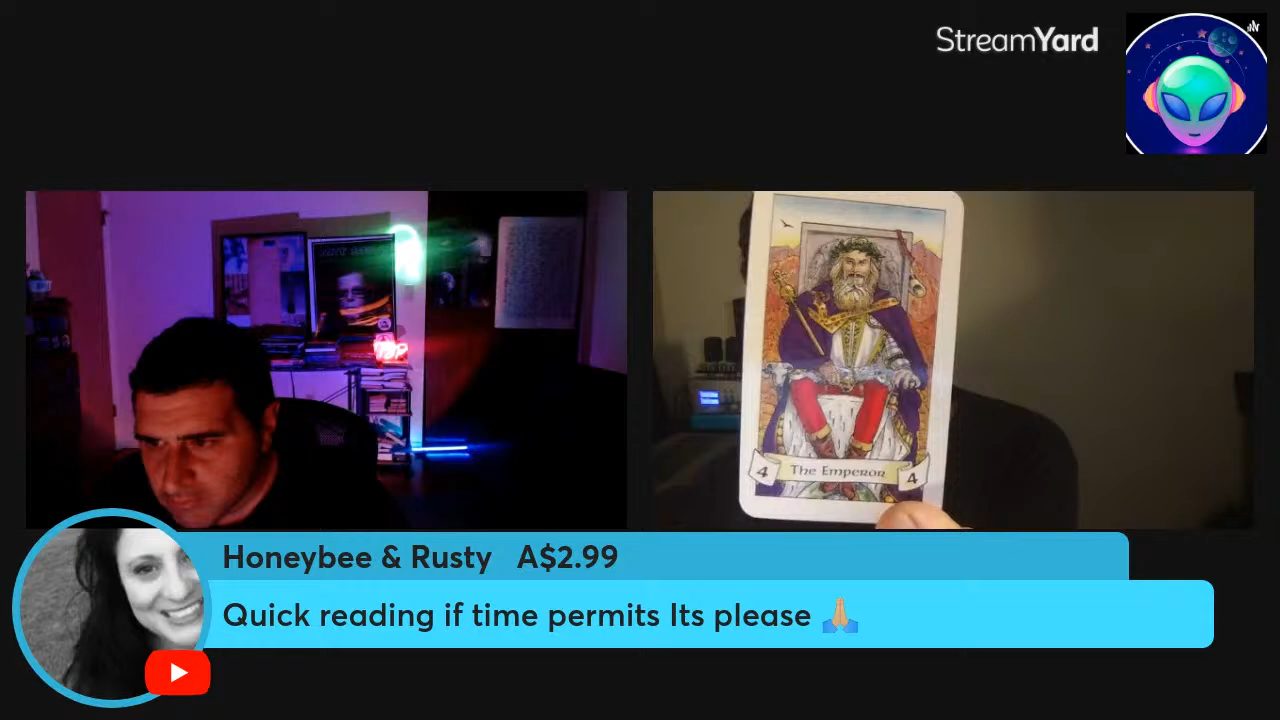 StreamYard
4 The Emperor 4
Honeybee & Rusty A$2.99
Quick reading if time permits Its please 🙏🏼